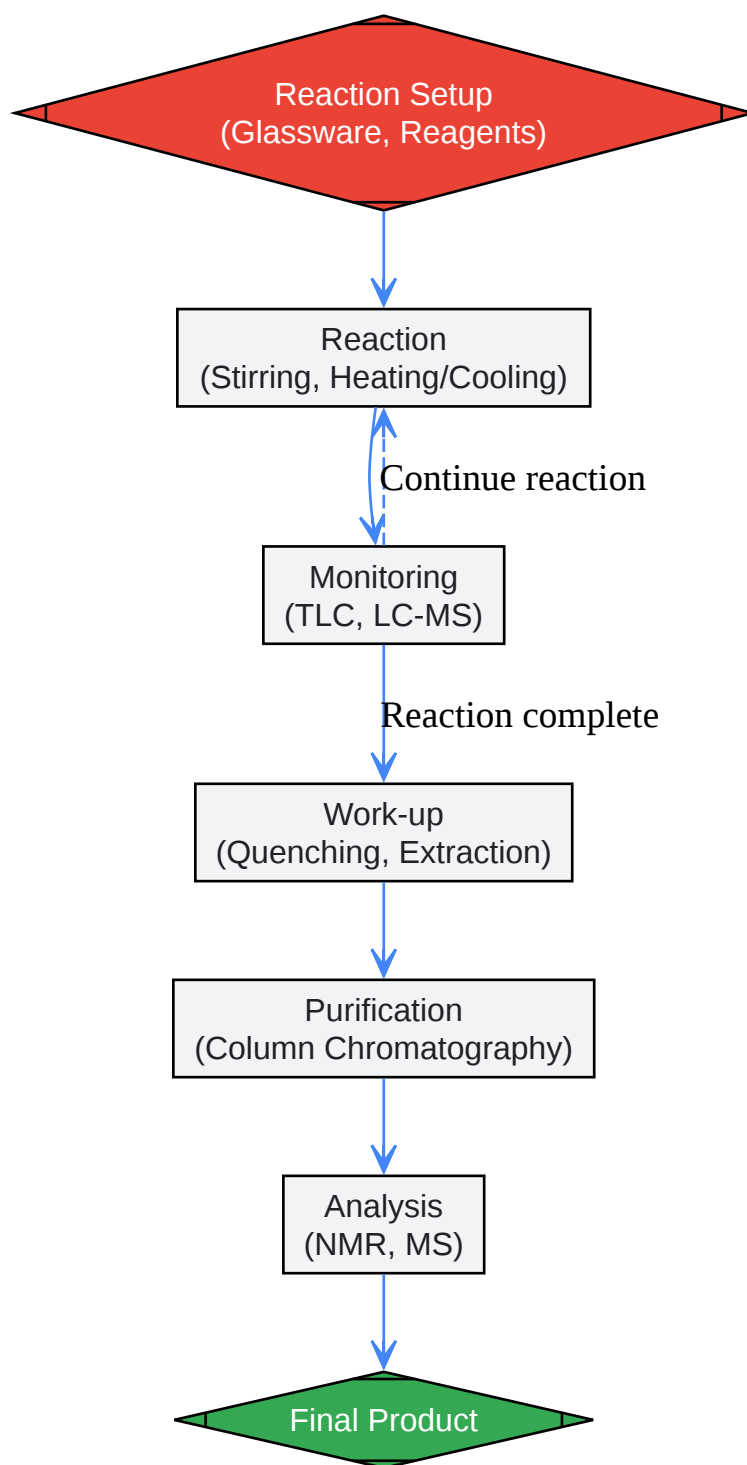 Reaction Setup
(Glassware, Reagents)
Reaction
(Stirring, Heating/Cooling)
Continue reaction
Monitoring
(TLC, LC-MS)
Reaction complete
Work-up
(Quenching, Extraction)
Purification
(Column Chromatography)
Analysis
(NMR, MS)
Final Product